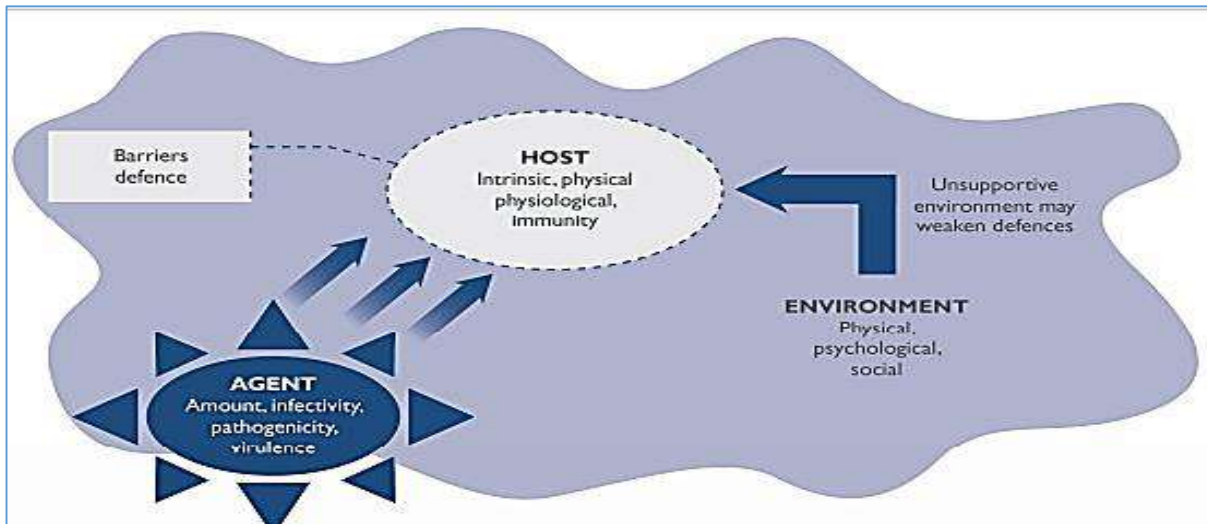 Barriers
defence
HOST
Intrinsic, physical
physiological,
immunity
Unsupportive
environment may
weaken defences
ENVIRONMENT
Physical,
psychological,
social
AGENT
Amount, infectivity,
pathogenicity,
virulence